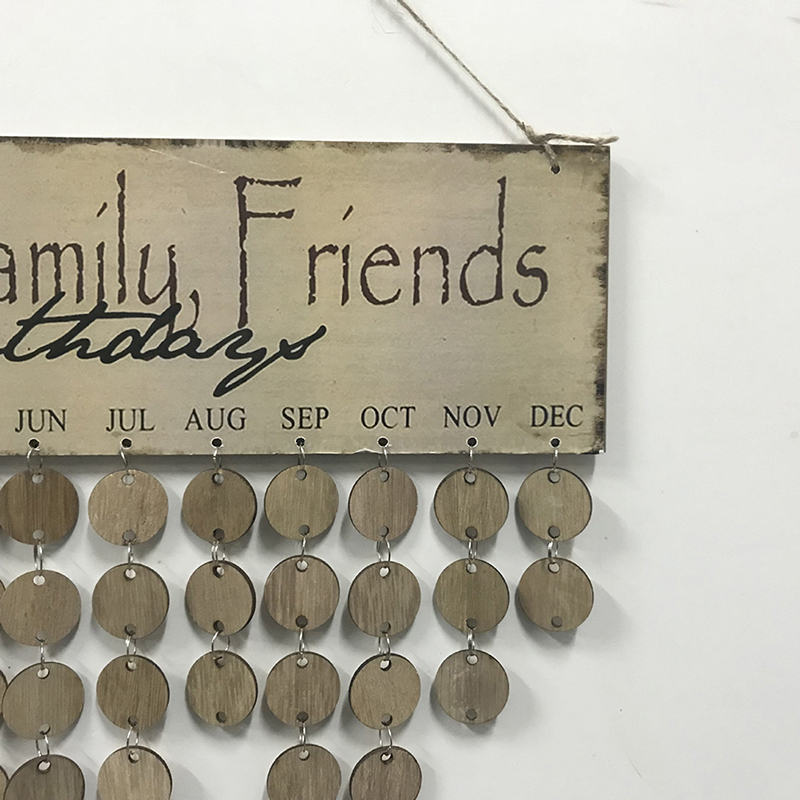 amily, Friends
thdays
JUN JUL AUG SEP OCT NOV DEC